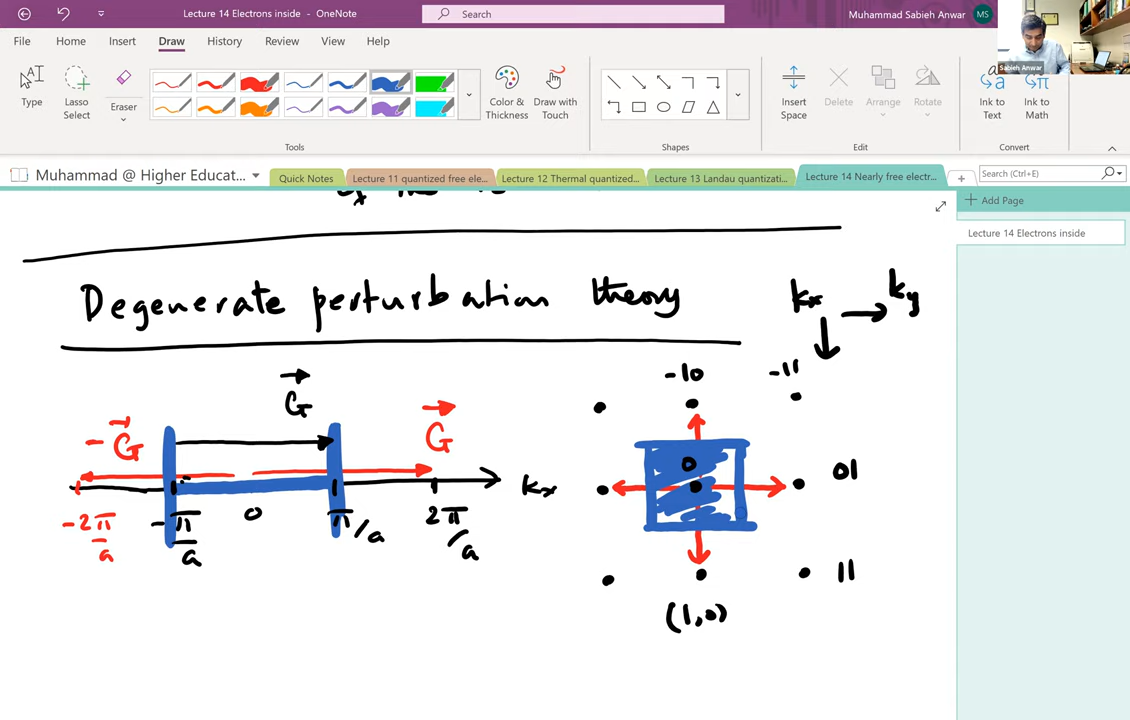 Lecture 14 Electrons inside - OneNote
Search
Muhammad Sabieh Anwar
MS
File Home Insert Draw History Review View Help
Sabieh Anwar
Type
Lasso Select
Eraser
Color & Thickness
Draw with Touch
Insert Space
Delete
Arrange
Rotate
Ink to Text
Ink to Math
Tools
Shapes
Edit
Convert
Muhammad @ Higher Educat...
Quick Notes
Lecture 11 quantized free ele...
Lecture 12 Thermal quantized...
Lecture 13 Landau quantizati...
Lecture 14 Nearly free electr...
Search (Ctrl+E)
Add Page
Lecture 14 Electrons inside
Degenerate perturbation theory
kx
ky
G
-G
G
-10
-11
0
01
kx
-2π/a
-π/a
0
π/a
2π/a
11
(1,0)